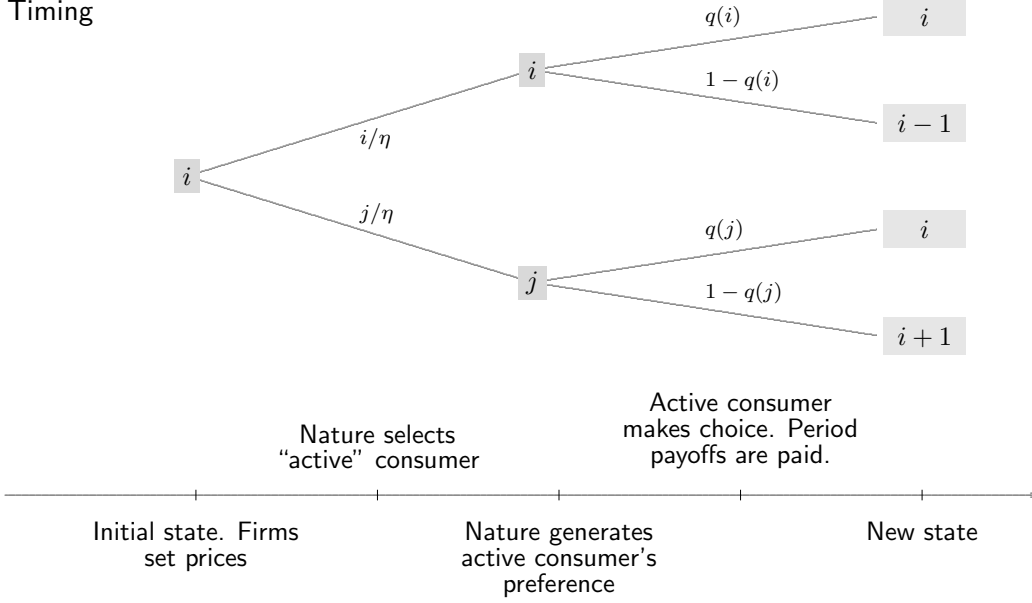 Timing
q(i)
i
i
1 − q(i)
i − 1
i/η
i
j/η
q(j)
i
j
1 − q(j)
i + 1
Nature selects
“active” consumer
Active consumer
makes choice. Period
payoffs are paid.
Initial state. Firms
set prices
Nature generates
active consumer’s
preference
New state